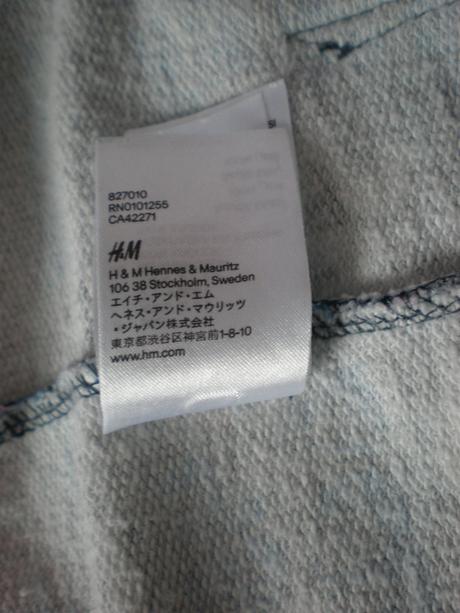 827010
RN0101255
CA42271
H&M
H & M Hennes & Mauritz
106 38 Stockholm, Sweden
エイチ・アンド・エム
ヘネス・アンド・マウリッツ
・ジャパン株式会社
東京都渋谷区神宮前1-8-10
www.hm.com